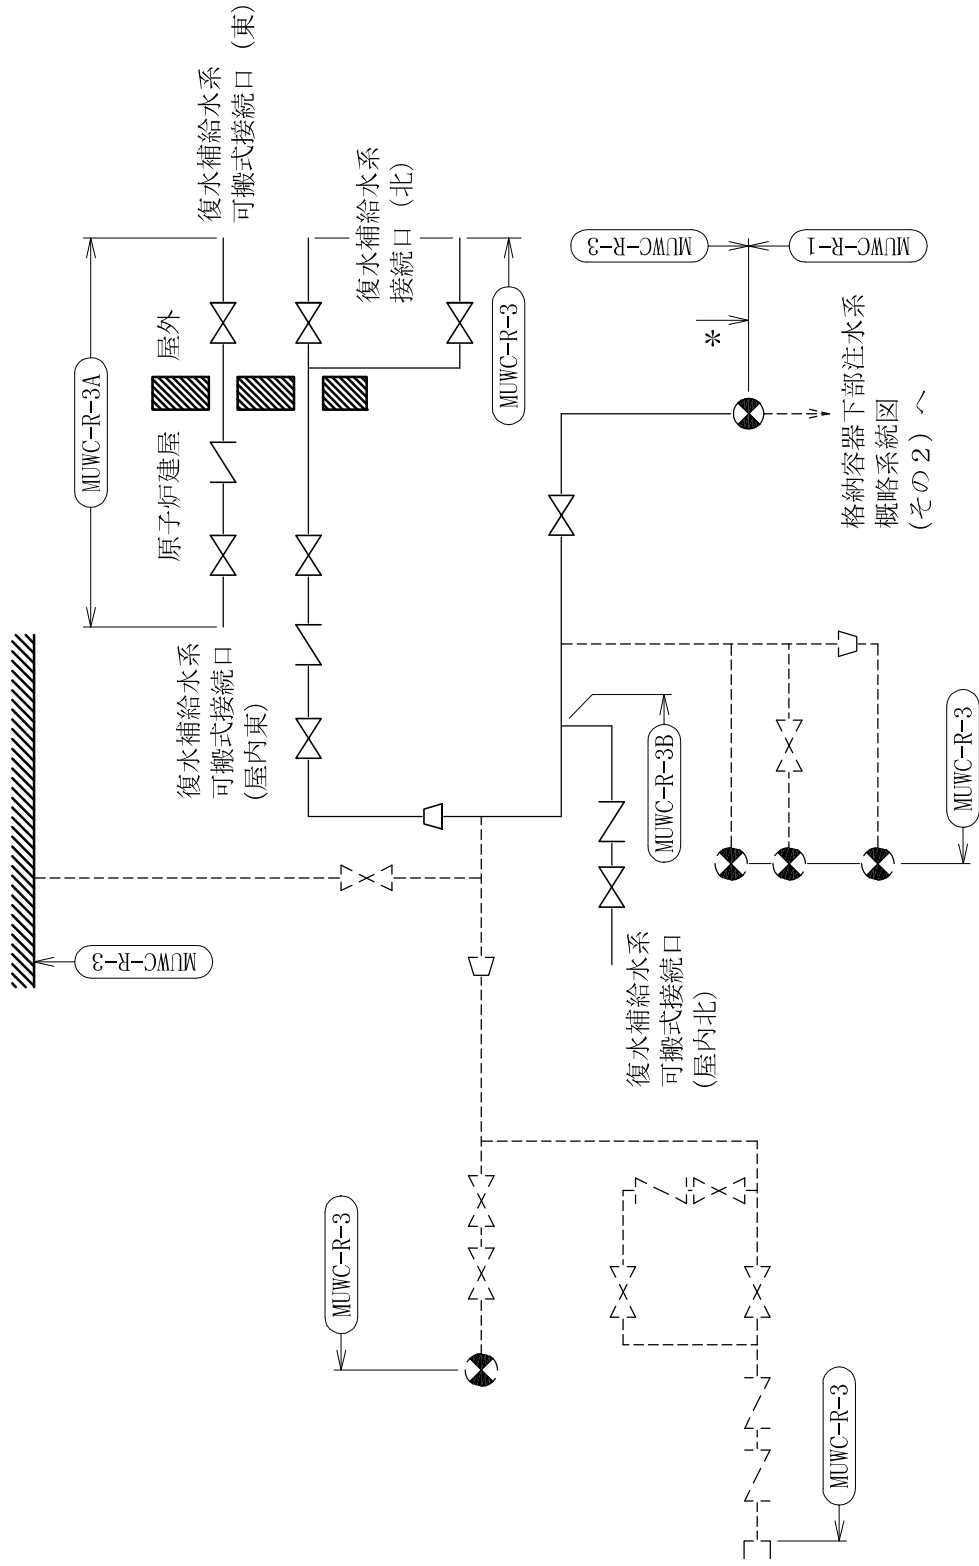 復水補給水系
可搬式接続口 (東)
屋外
原子炉建屋
MUWC-R-3A
復水補給水系
接続口 (北)
MUWC-R-3
復水補給水系
可搬式接続口
(屋内東)
MUWC-R-3
MUWC-R-1
*
格納容器下部注水系
概略系統図
(その2) へ
MUWC-R-3B
MUWC-R-3
復水補給水系
可搬式接続口
(屋内北)
MUWC-R-3
MUWC-R-3
MUWC-R-3